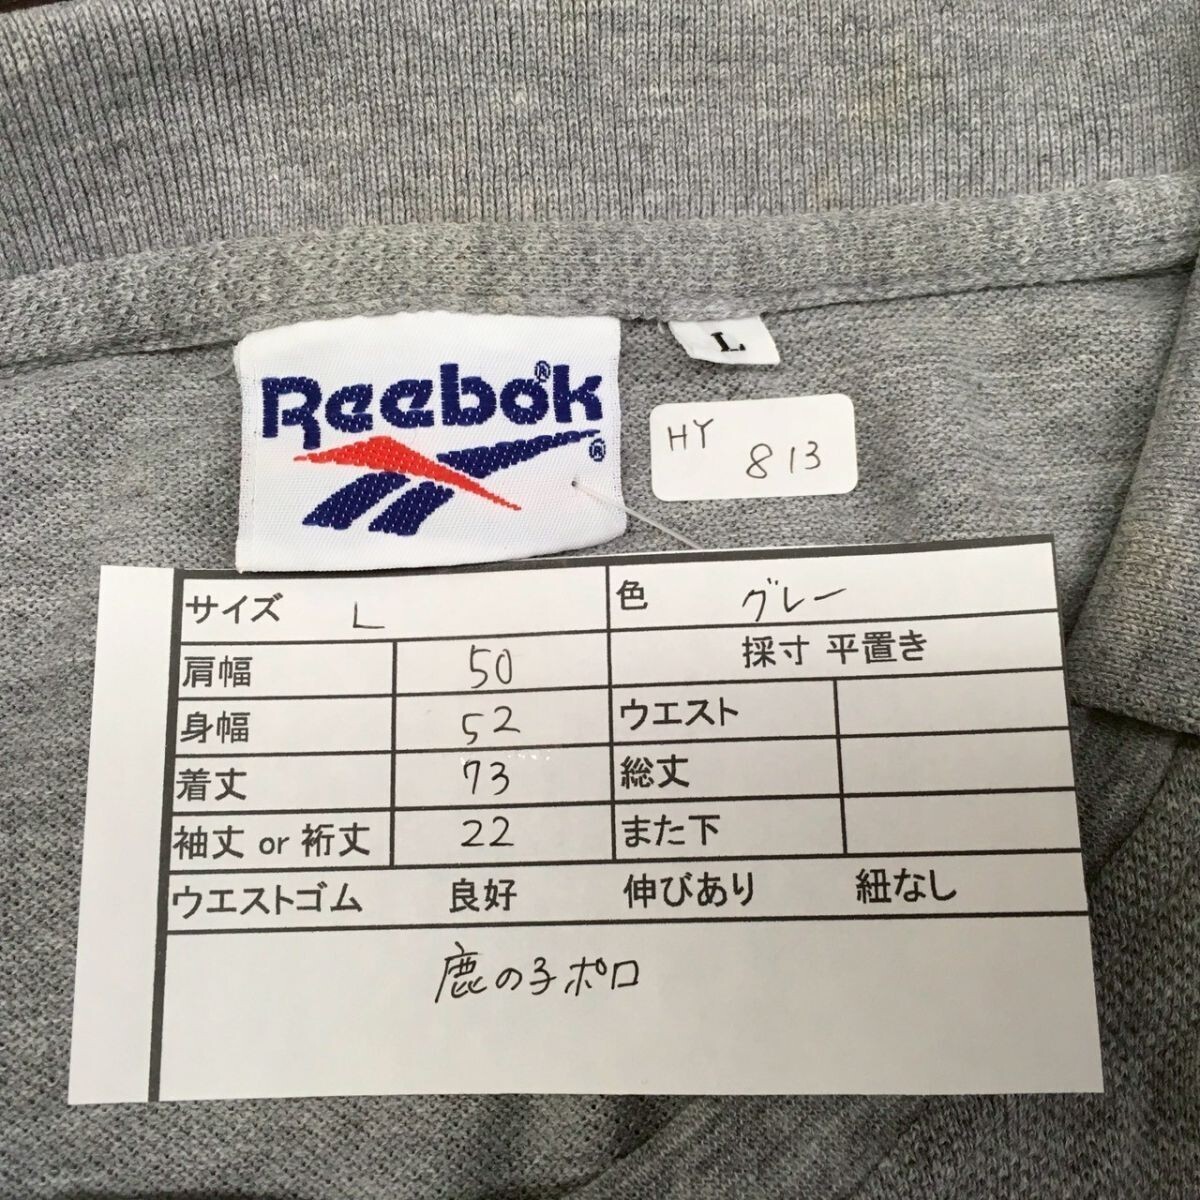 Reebok®
®
L
HY
813
サイズ L 色 グレー
肩幅 50 採寸 平置き
身幅 52 ウエスト
着丈 73 総丈
袖丈 or 裄丈 22 また下
ウエストゴム 良好 伸びあり 紐なし
鹿の子ポロ